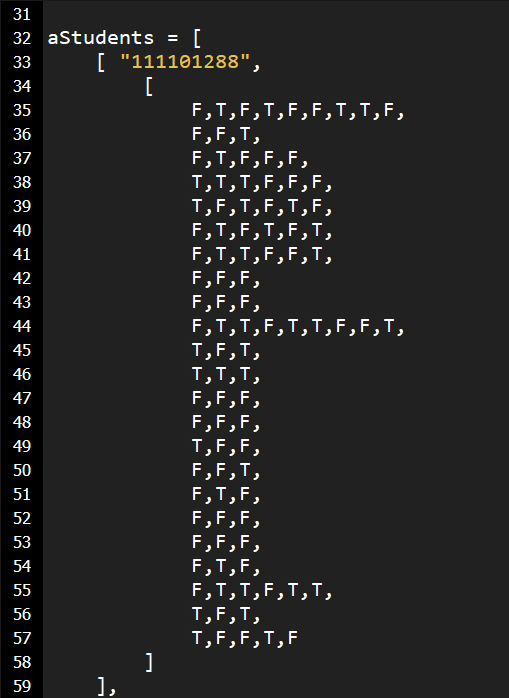 31
32 aStudents = [
33     [ "111101288",
34         [
35             F,T,F,T,F,F,T,T,F,
36             F,F,T,
37             F,T,F,F,F,
38             T,T,T,F,F,F,
39             T,F,T,F,T,F,
40             F,T,F,T,F,T,
41             F,T,T,F,F,T,
42             F,F,F,
43             F,F,F,
44             F,T,T,F,T,T,F,F,T,
45             T,F,T,
46             T,T,T,
47             F,F,F,
48             F,F,F,
49             T,F,F,
50             F,F,T,
51             F,T,F,
52             F,F,F,
53             F,F,F,
54             F,T,F,
55             F,T,T,F,T,T,
56             T,F,T,
57             T,F,F,T,F
58         ]
59     ],